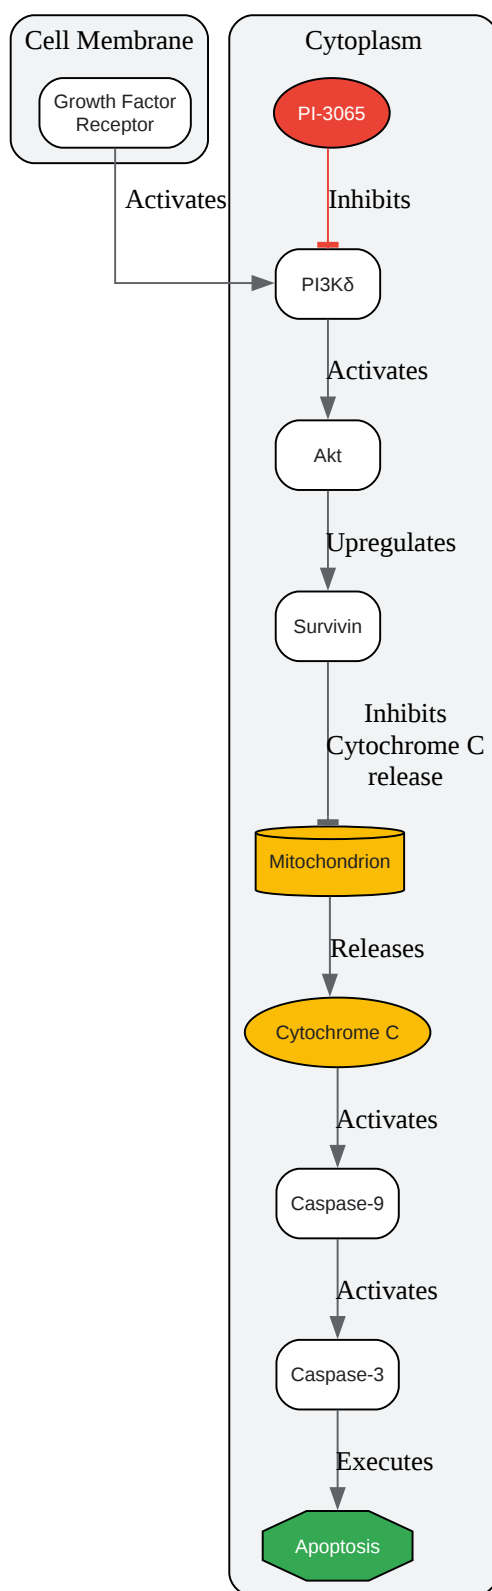 Cell Membrane
Cytoplasm
Growth Factor
Receptor
PI-3065
Activates
Inhibits
PI3Kδ
Activates
Akt
Upregulates
Survivin
Inhibits
Cytochrome C
release
Mitochondrion
Releases
Cytochrome C
Activates
Caspase-9
Activates
Caspase-3
Executes
Apoptosis